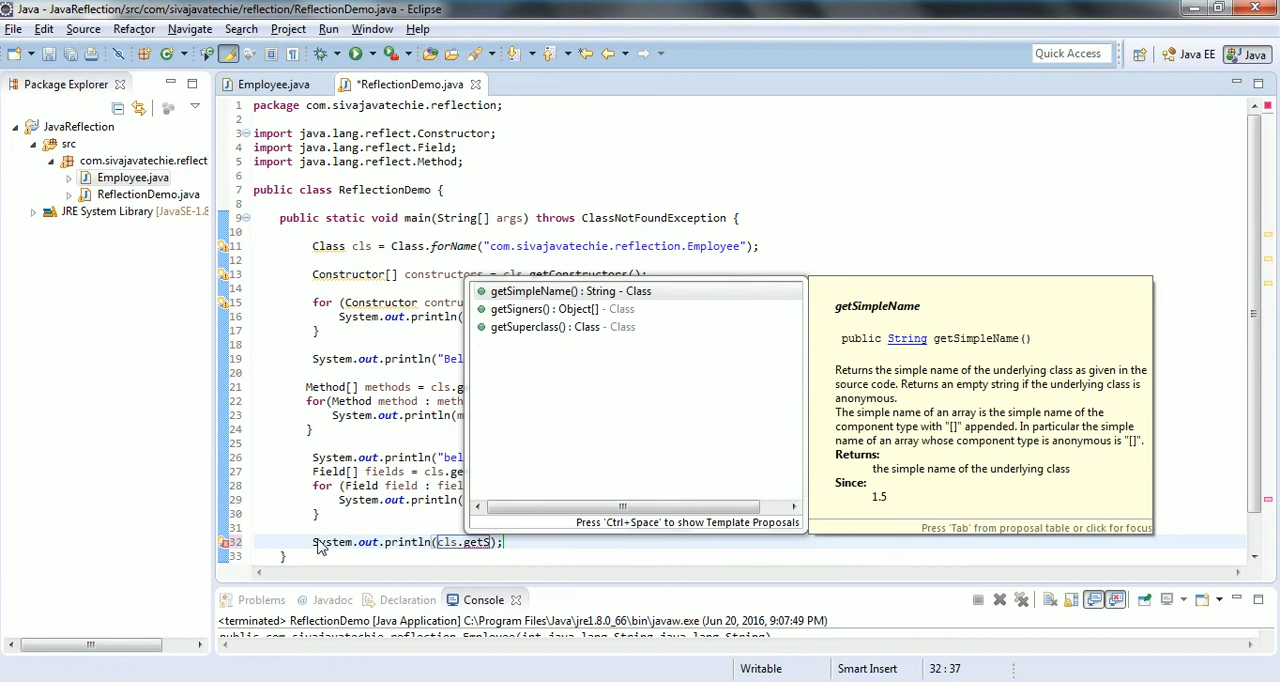 Java - JavaReflection/src/com/sivajavatechie/reflection/ReflectionDemo.java - Eclipse
File Edit Source Refactor Navigate Search Project Run Window Help
Quick Access Java EE Java
Package Explorer
Employee.java
*ReflectionDemo.java
JavaReflection
src
com.sivajavatechie.reflect
Employee.java
ReflectionDemo.java
JRE System Library [JavaSE-1.8
1 package com.sivajavatechie.reflection;
2
3 import java.lang.reflect.Constructor;
4 import java.lang.reflect.Field;
5 import java.lang.reflect.Method;
6
7 public class ReflectionDemo {
8
9 public static void main(String[] args) throws ClassNotFoundException {
10
11 Class cls = Class.forName("com.sivajavatechie.reflection.Employee");
12
13 Constructor[] constructors = cls.getConstructors();
14
15 for (Constructor contru
16 System.out.println(
17 }
18
19 System.out.println("Bel
20
21 Method[] methods = cls.g
22 for(Method method : meth
23 System.out.println(m
24 }
25
26 System.out.println("bel
27 Field[] fields = cls.ge
28 for (Field field : fiel
29 System.out.println(
30 }
31
32 System.out.println(cls.getS);
33 }
getSimpleName() : String - Class
getSigners() : Object[] - Class
getSuperclass() : Class - Class
Press 'Ctrl+Space' to show Template Proposals
getSimpleName
public String getSimpleName()
Returns the simple name of the underlying class as given in the
source code. Returns an empty string if the underlying class is
anonymous.
The simple name of an array is the simple name of the
component type with "[]" appended. In particular the simple
name of an array whose component type is anonymous is "[]".
Returns:
the simple name of the underlying class
Since:
1.5
Press 'Tab' from proposal table or click for focus
Problems Javadoc Declaration Console
<terminated> ReflectionDemo [Java Application] C:\Program Files\Java\jre1.8.0_66\bin\javaw.exe (Jun 20, 2016, 9:07:49 PM)
public com.sivajavatechie.reflection.Employee(int,java.lang.String,java.lang.String)
Writable Smart Insert 32 : 37